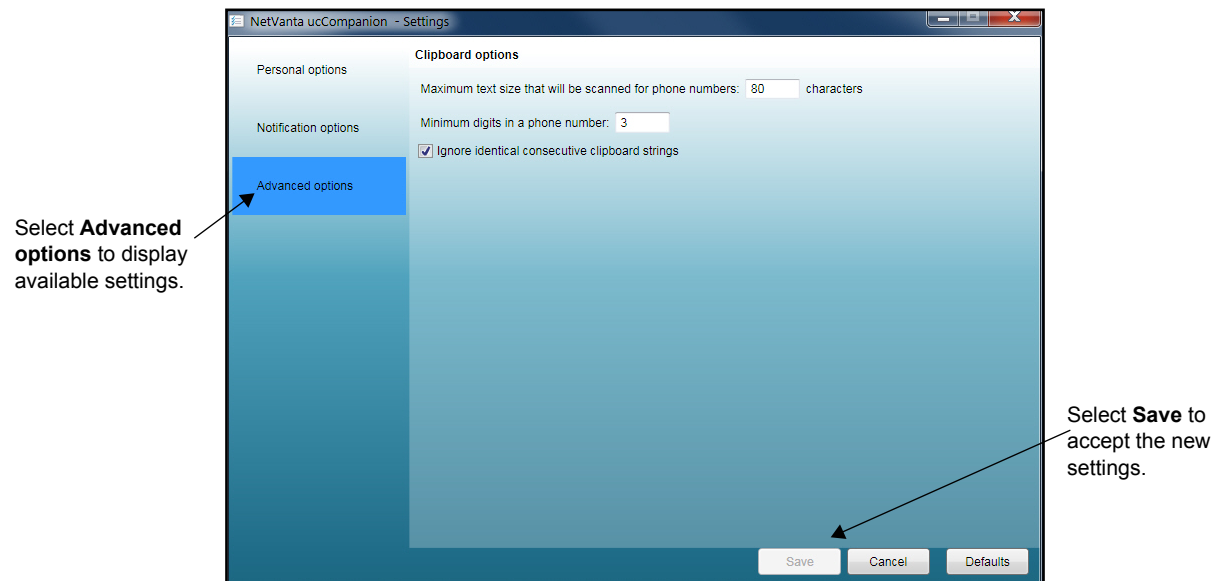 NetVanta ucCompanion - Settings
Personal options
Notification options
Advanced options
Clipboard options
Maximum text size that will be scanned for phone numbers: 80 characters
Minimum digits in a phone number: 3
Ignore identical consecutive clipboard strings
Select Advanced
options to display
available settings.
Select Save to
accept the new
settings.
Save Cancel Defaults